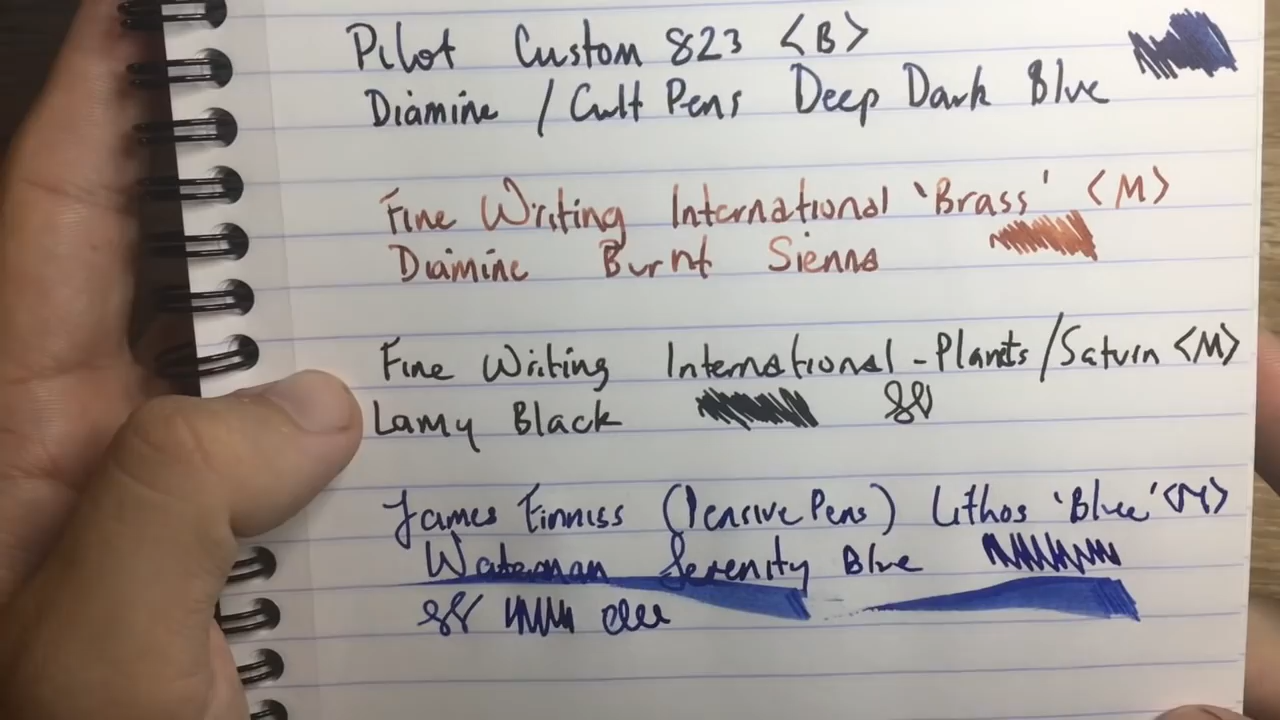 Pilot Custom 823 <B>
Diamine / Cult Pens Deep Dark Blue
Fine Writing International 'Brass' <M>
Diamine Burnt Sienna
Fine Writing International - Planets/Saturn <M>
Lamy Black
James Finniss (Pensive Pens) Lithos 'Blue' <M>
Waterman Serenity Blue